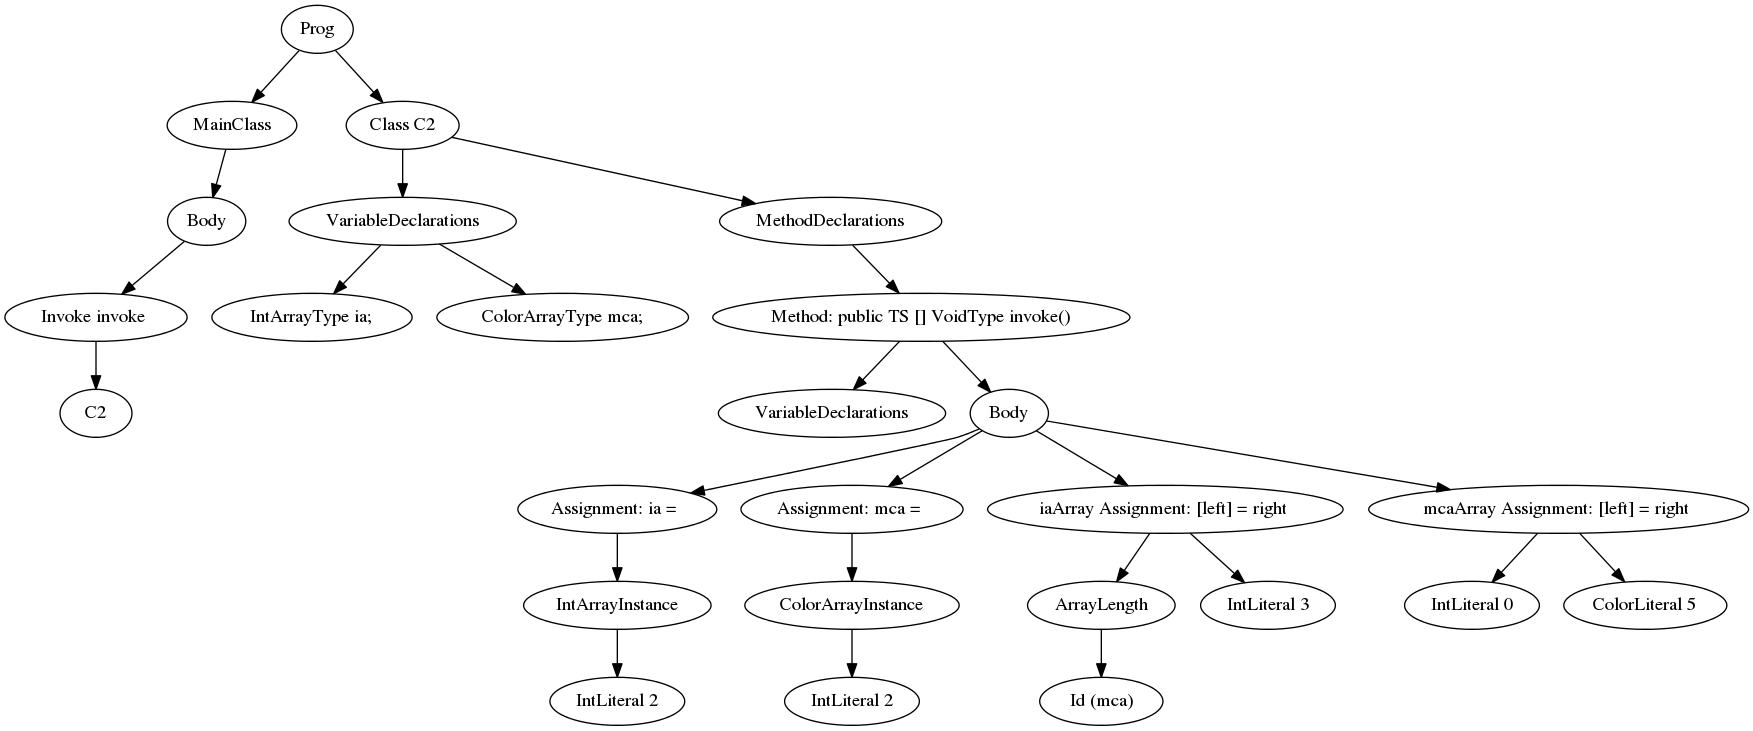 Prog
MainClass
Class C2
Body
VariableDeclarations
MethodDeclarations
Invoke invoke
IntArrayType ia;
ColorArrayType mca;
Method: public TS [] VoidType invoke()
C2
VariableDeclarations
Body
Assignment: ia =
Assignment: mca =
iaArray Assignment: [left] = right
mcaArray Assignment: [left] = right
IntArrayInstance
ColorArrayInstance
ArrayLength
IntLiteral 3
IntLiteral 0
ColorLiteral 5
IntLiteral 2
IntLiteral 2
Id (mca)